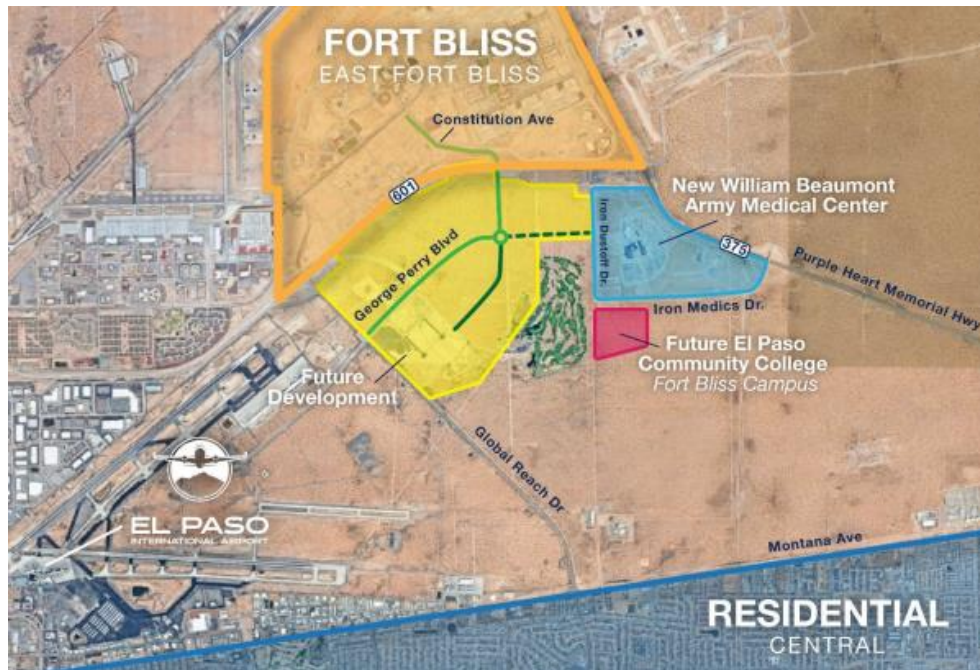 FORT BLISS
EAST FORT BLISS
Constitution Ave
601
New William Beaumont
Army Medical Center
Iron Dustoff Dr.
375
George Perry Blvd
Purple Heart Memorial Hwy
Iron Medics Dr.
Future El Paso
Community College
Fort Bliss Campus
Future
Development
Global Reach Dr
EL PASO
INTERNATIONAL AIRPORT
Montana Ave
RESIDENTIAL
CENTRAL